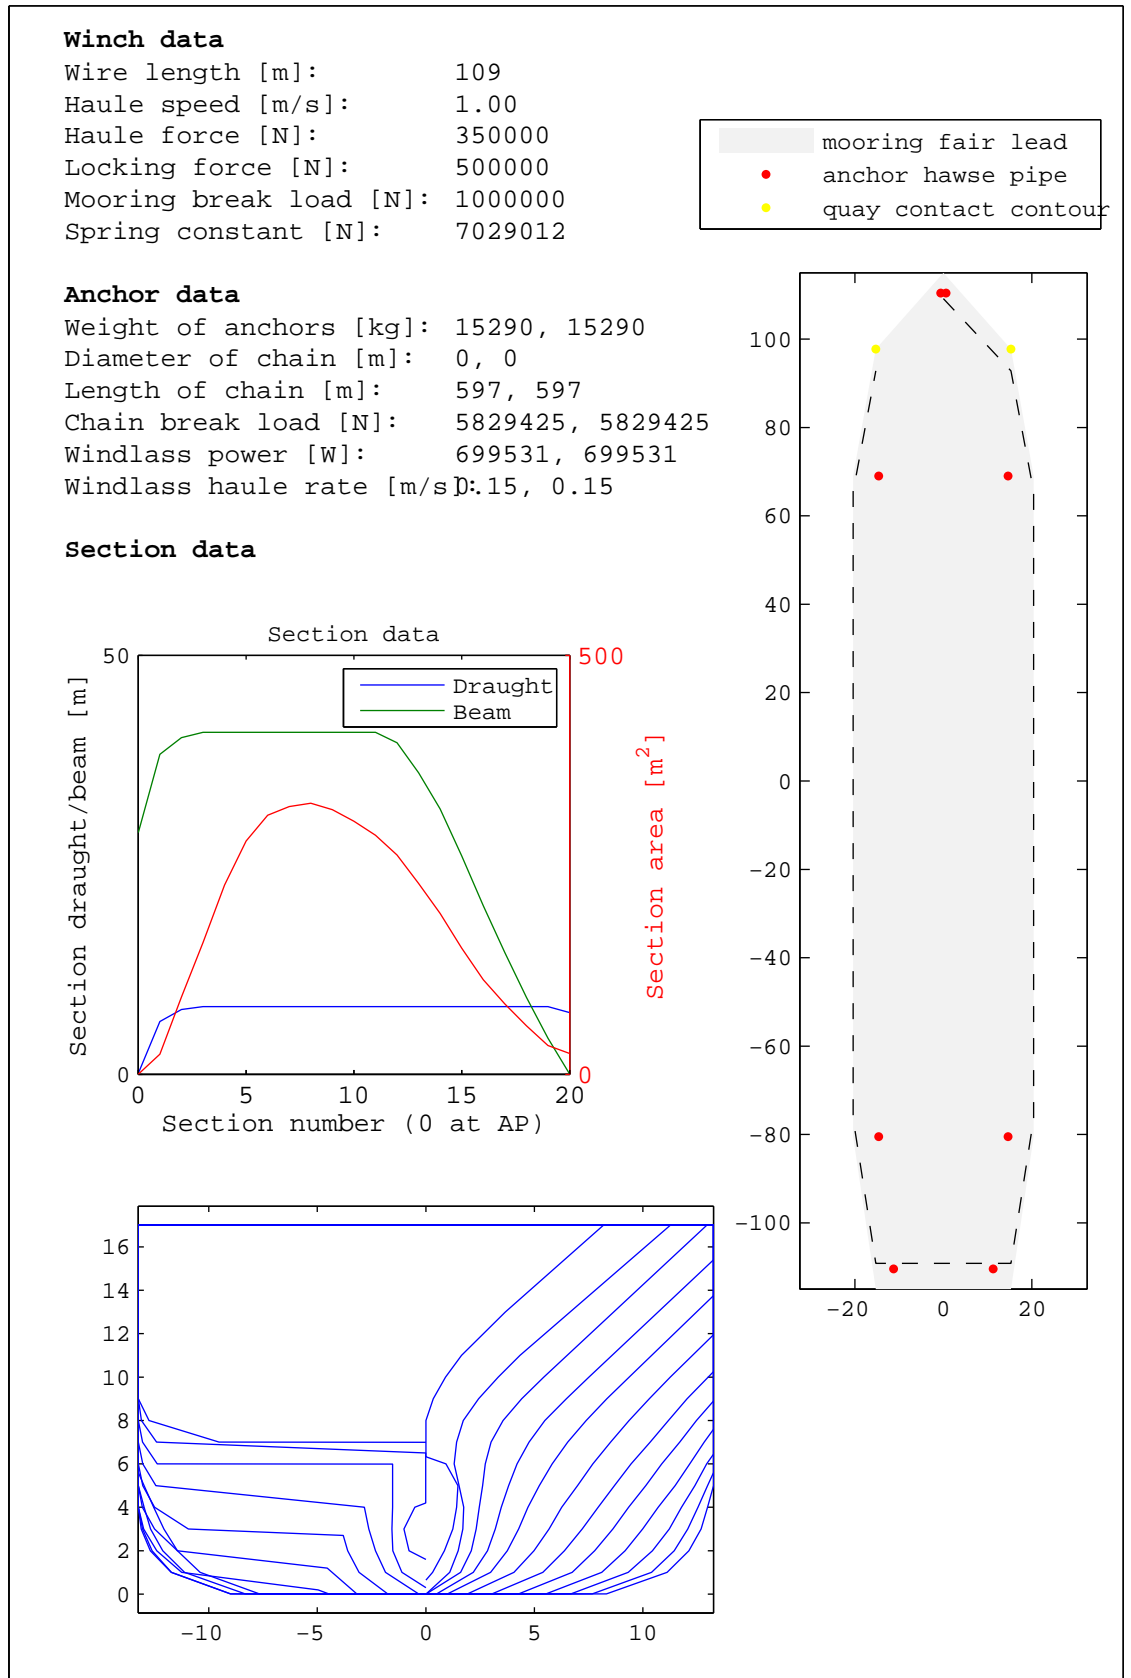 Winch data
Wire length [m]: 109
Haule speed [m/s]: 1.00
Haule force [N]: 350000
Locking force [N]: 500000
Mooring break load [N]: 1000000
Spring constant [N]: 7029012
Anchor data
Weight of anchors [kg]: 15290, 15290
Diameter of chain [m]: 0, 0
Length of chain [m]: 597, 597
Chain break load [N]: 5829425, 5829425
Windlass power [W]: 699531, 699531
Windlass haule rate [m/s]: 0.15, 0.15
Section data
mooring fair lead
anchor hawse pipe
quay contact contour
100
80
60
40
20
0
−20
−40
−60
−80
−100
−20 0 20
Section data
50
0
Section draught/beam [m]
Draught
Beam
500
0
Section area [m²]
0 5 10 15 20
Section number (0 at AP)
16
14
12
10
8
6
4
2
0
−10 −5 0 5 10